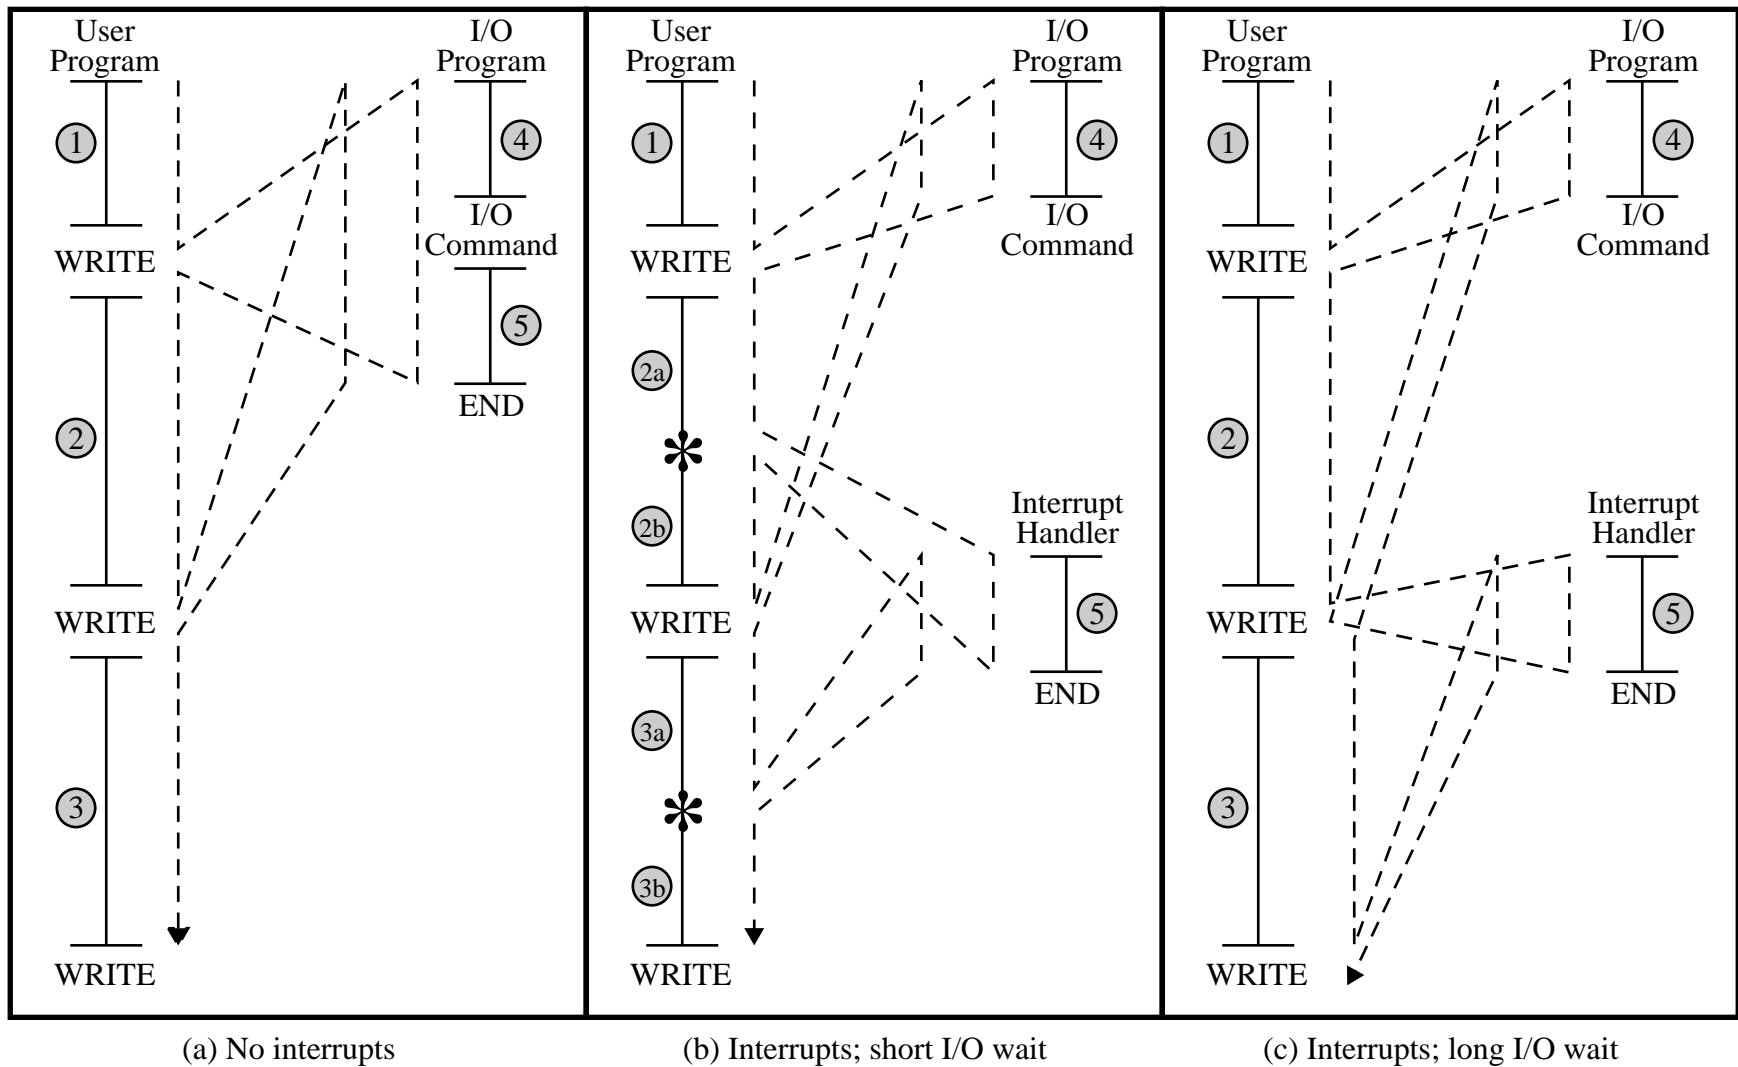 User
Program
I/O
Program
1
4
I/O
Command
WRITE
5
END
2
WRITE
3
WRITE
(a) No interrupts
User
Program
I/O
Program
1
4
I/O
Command
WRITE
2a
2b
Interrupt
Handler
WRITE
5
END
3a
3b
WRITE
(b) Interrupts; short I/O wait
User
Program
I/O
Program
1
4
I/O
Command
WRITE
2
Interrupt
Handler
WRITE
5
END
3
WRITE
(c) Interrupts; long I/O wait